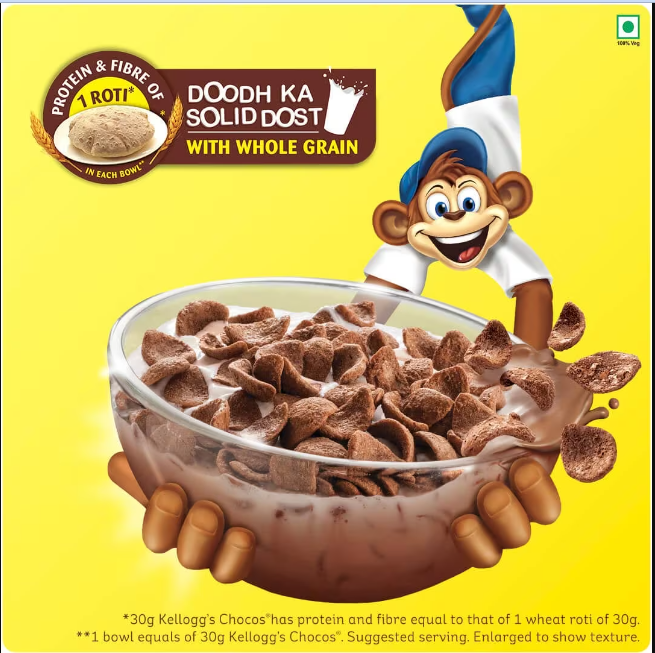 PROTEIN & FIBRE OF
1 ROTI*
*
IN EACH BOWL**
DOODH KA
SOLID DOST
WITH WHOLE GRAIN
100% Veg
*30g Kellogg's Chocos® has protein and fibre equal to that of 1 wheat roti of 30g.
**1 bowl equals of 30g Kellogg's Chocos®. Suggested serving. Enlarged to show texture.